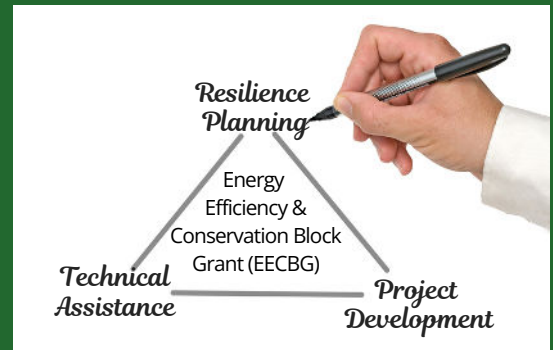 Resilience
Planning
Energy
Efficiency &
Conservation Block
Grant (EECBG)
Technical
Assistance
Project
Development